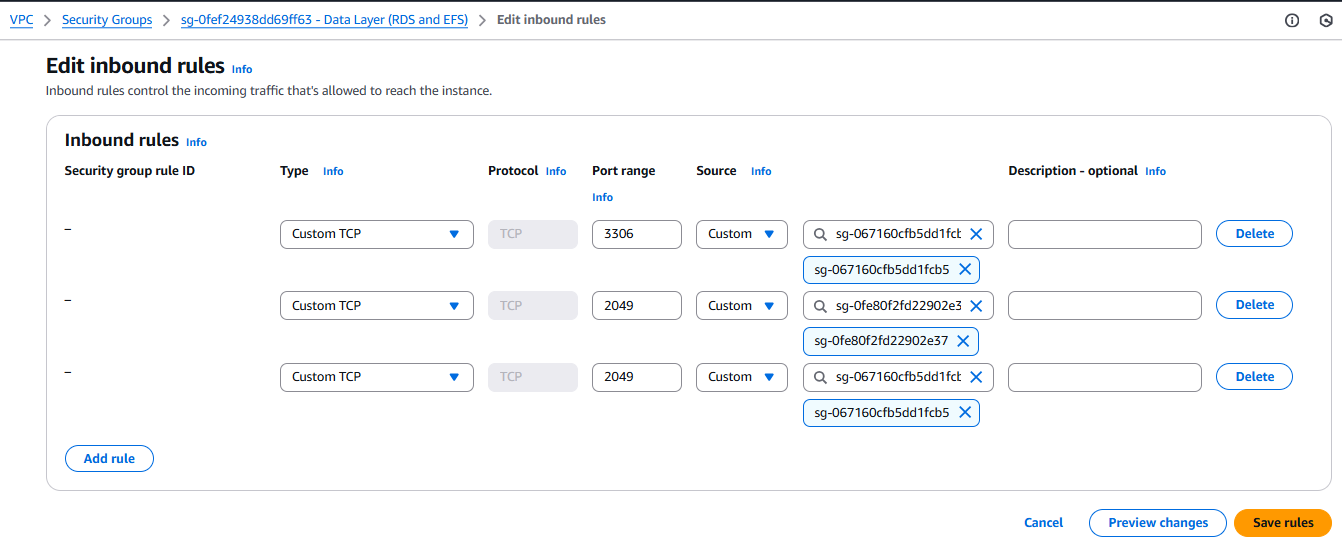 VPC > Security Groups > sg-0fef24938dd69ff63 - Data Layer (RDS and EFS) > Edit inbound rules
Edit inbound rules Info
Inbound rules control the incoming traffic that's allowed to reach the instance.
Inbound rules Info
Security group rule ID Type Info Protocol Info Port range Info Source Info Description - optional Info
– Custom TCP TCP 3306 Custom sg-067160cfb5dd1fcb Delete
sg-067160cfb5dd1fcb5
– Custom TCP TCP 2049 Custom sg-0fe80f2fd22902e3 Delete
sg-0fe80f2fd22902e37
– Custom TCP TCP 2049 Custom sg-067160cfb5dd1fcb Delete
sg-067160cfb5dd1fcb5
Add rule
Cancel Preview changes Save rules